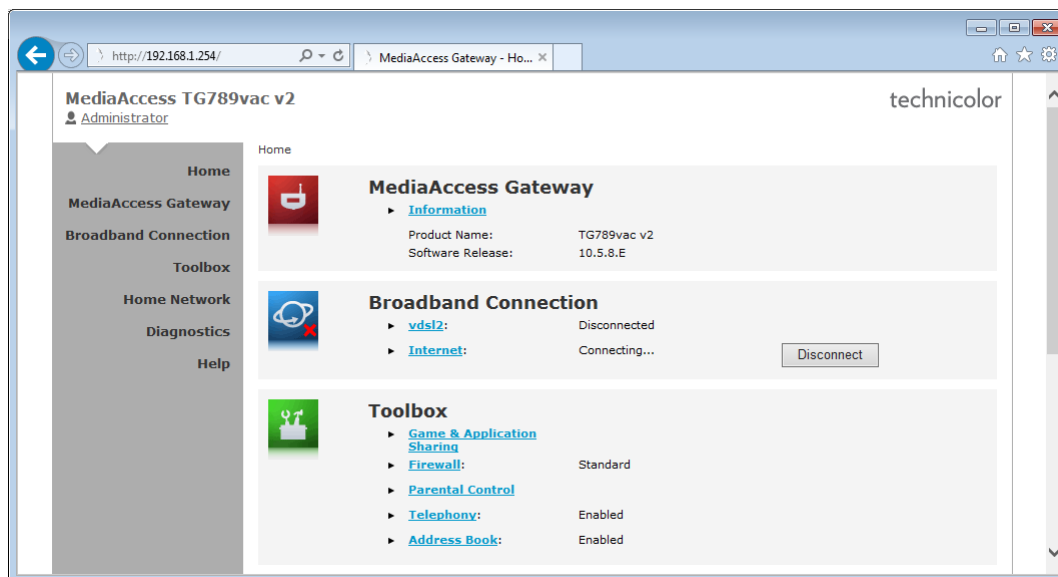 http://192.168.1.254/
MediaAccess Gateway - Ho...
MediaAccess TG789vac v2
technicolor
Administrator
Home
MediaAccess Gateway
Broadband Connection
Toolbox
Home Network
Diagnostics
Help
Home
MediaAccess Gateway
Information
Product Name: TG789vac v2
Software Release: 10.5.8.E
Broadband Connection
vdsl2: Disconnected
Internet: Connecting... Disconnect
Toolbox
Game & Application
Sharing
Firewall: Standard
Parental Control
Telephony: Enabled
Address Book: Enabled